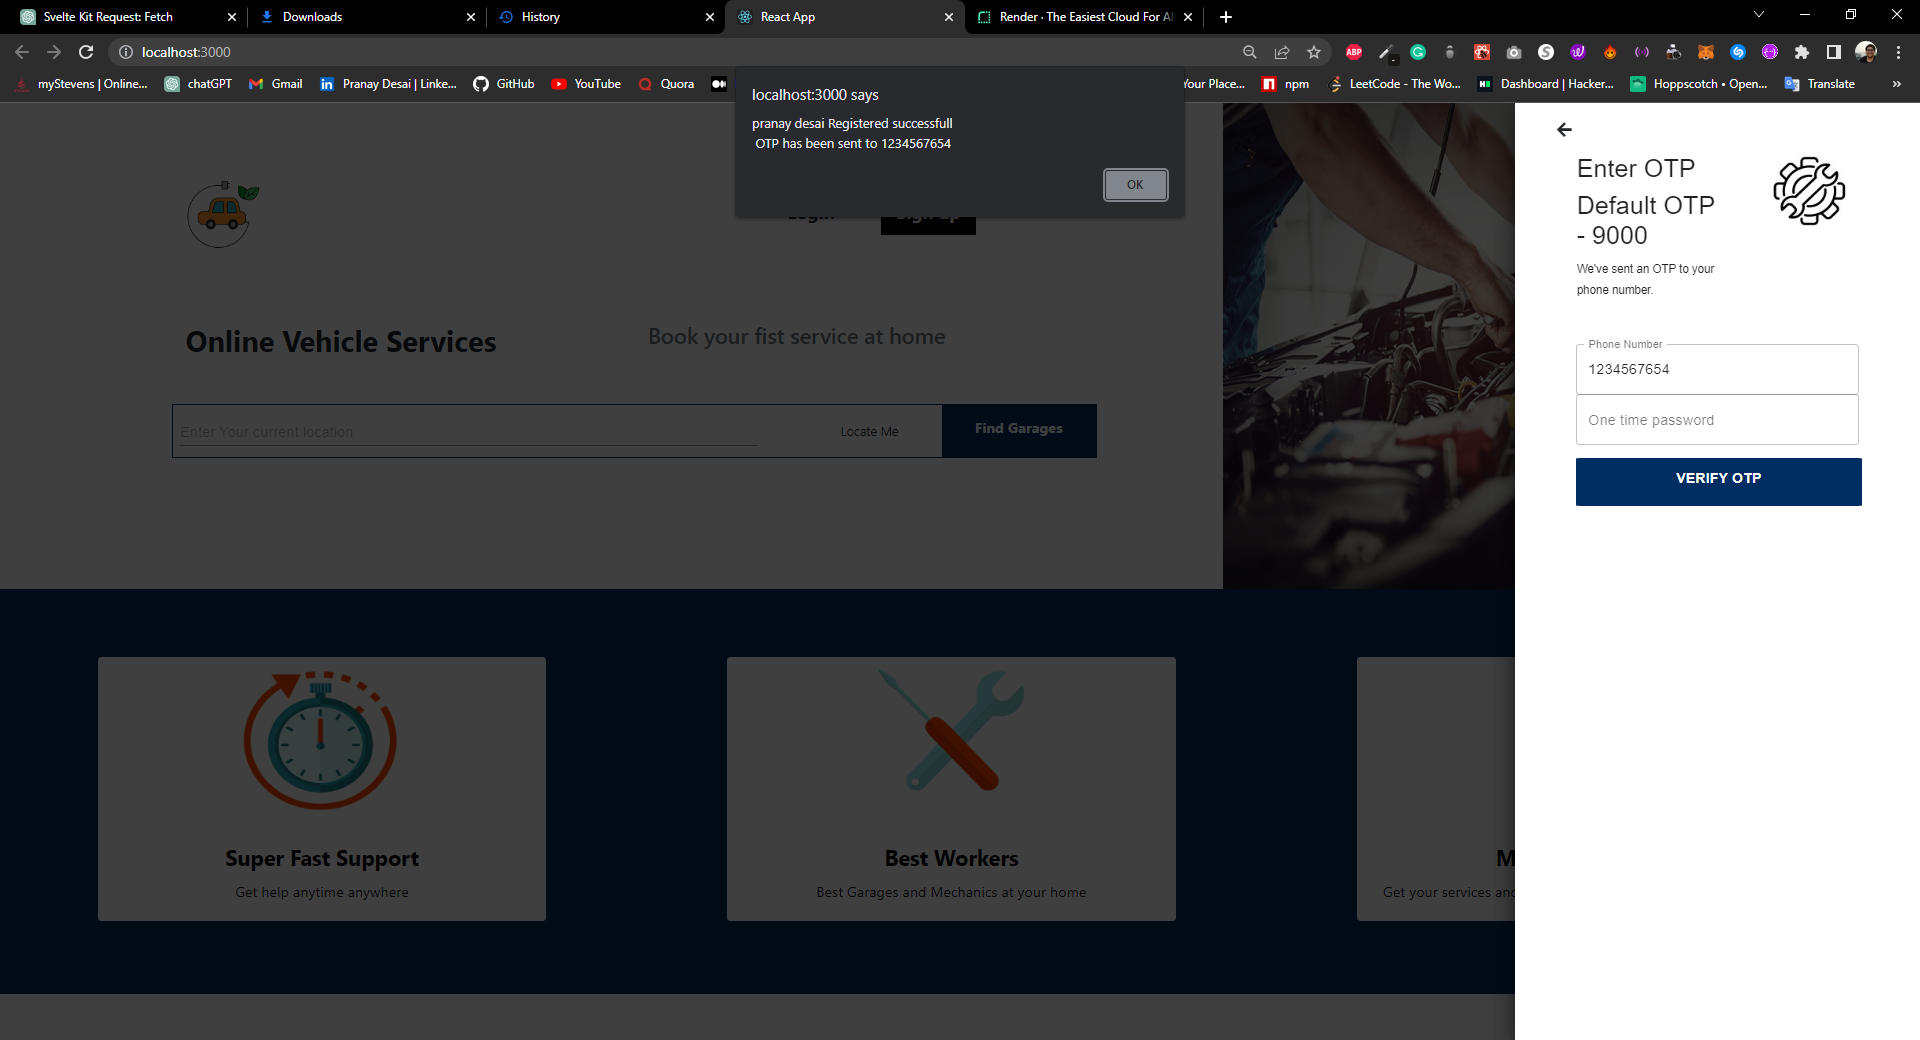 Svelte Kit Request: Fetch
Downloads
History
React App
Render · The Easiest Cloud For Al
localhost:3000
myStevens | Online...
chatGPT
Gmail
Pranay Desai | Linke...
GitHub
YouTube
Quora
Your Place...
npm
LeetCode - The Wo...
Dashboard | Hacker...
Hoppscotch • Open...
Translate
localhost:3000 says
pranay desai Registered successfull
OTP has been sent to 1234567654
OK
Login
Sign up
Online Vehicle Services
Book your fist service at home
Enter Your current location
Locate Me
Find Garages
Super Fast Support
Get help anytime anywhere
Best Workers
Best Garages and Mechanics at your home
M
Get your services and
Enter OTP
Default OTP
- 9000
We've sent an OTP to your
phone number.
Phone Number
1234567654
One time password
VERIFY OTP